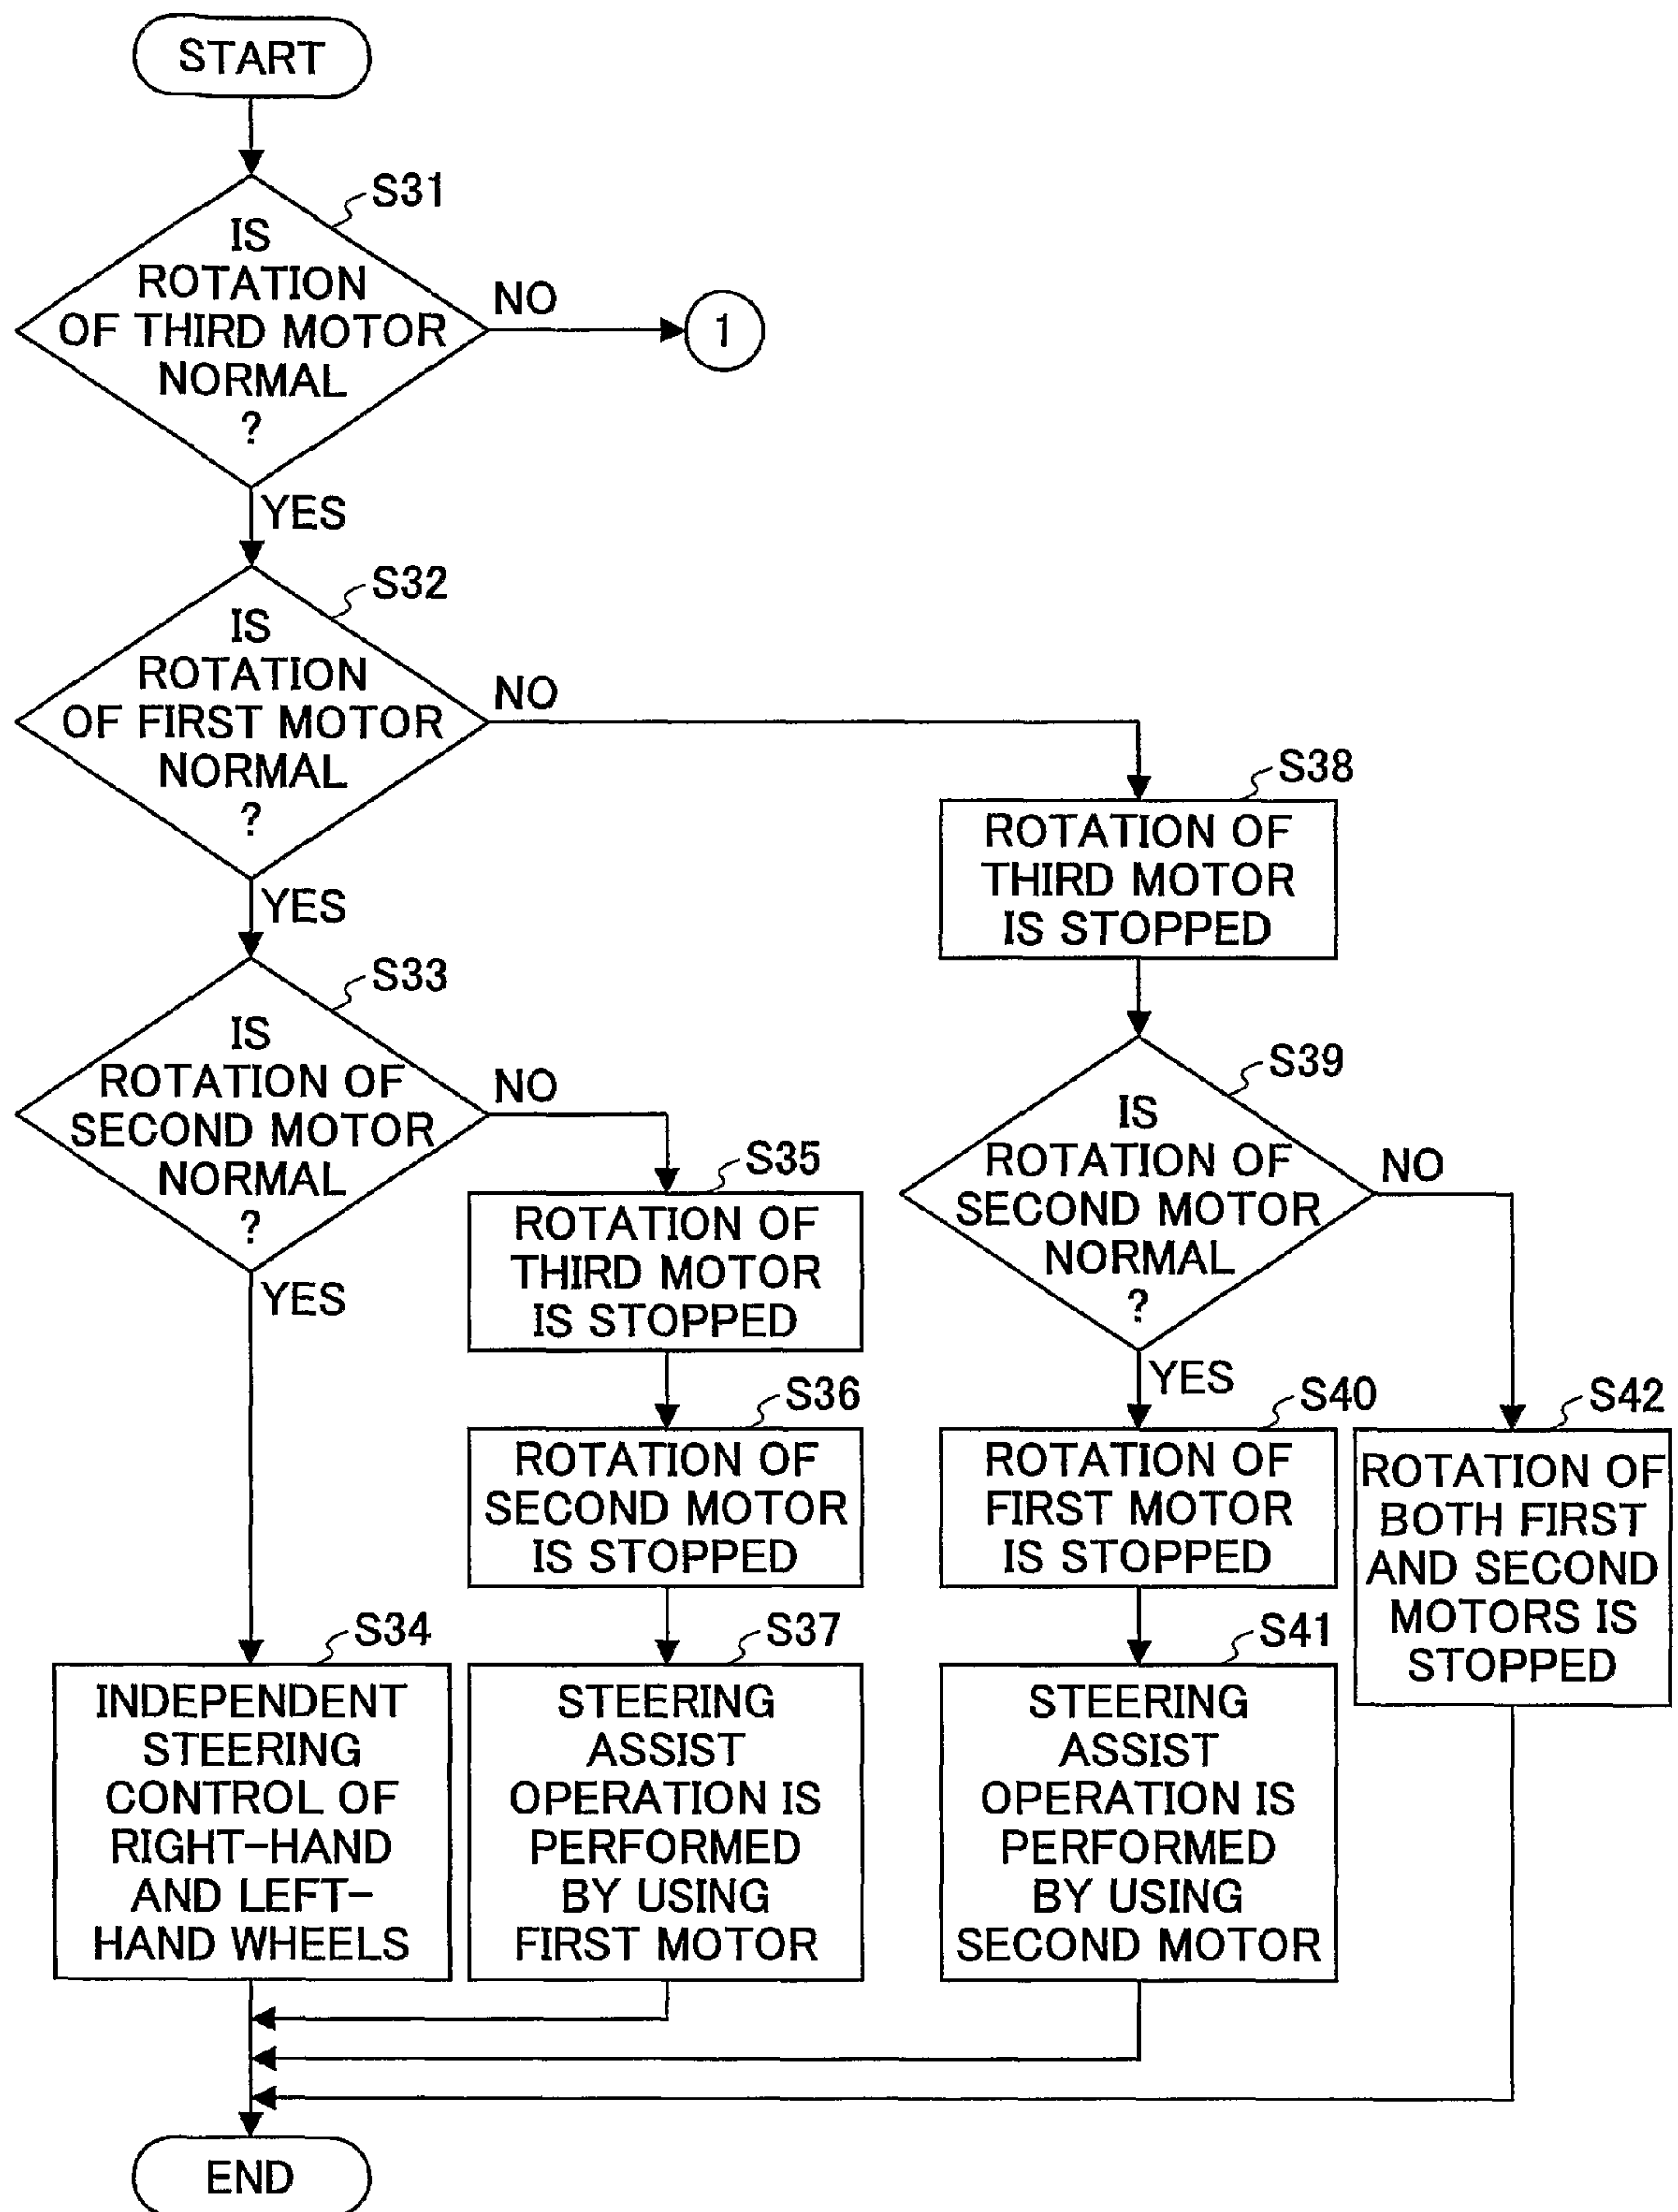 START
S31
IS
ROTATION
OF THIRD MOTOR
NORMAL
?
NO
1
YES
S32
IS
ROTATION
OF FIRST MOTOR
NORMAL
?
NO
YES
S33
IS
ROTATION OF
SECOND MOTOR
NORMAL
?
NO
YES
S34
INDEPENDENT
STEERING
CONTROL OF
RIGHT-HAND
AND LEFT-
HAND WHEELS
S35
ROTATION OF
THIRD MOTOR
IS STOPPED
S36
ROTATION OF
SECOND MOTOR
IS STOPPED
S37
STEERING
ASSIST
OPERATION IS
PERFORMED
BY USING
FIRST MOTOR
S38
ROTATION OF
THIRD MOTOR
IS STOPPED
S39
IS
ROTATION OF
SECOND MOTOR
NORMAL
?
NO
YES
S40
ROTATION OF
FIRST MOTOR
IS STOPPED
S41
STEERING
ASSIST
OPERATION IS
PERFORMED
BY USING
SECOND MOTOR
S42
ROTATION OF
BOTH FIRST
AND SECOND
MOTORS IS
STOPPED
END